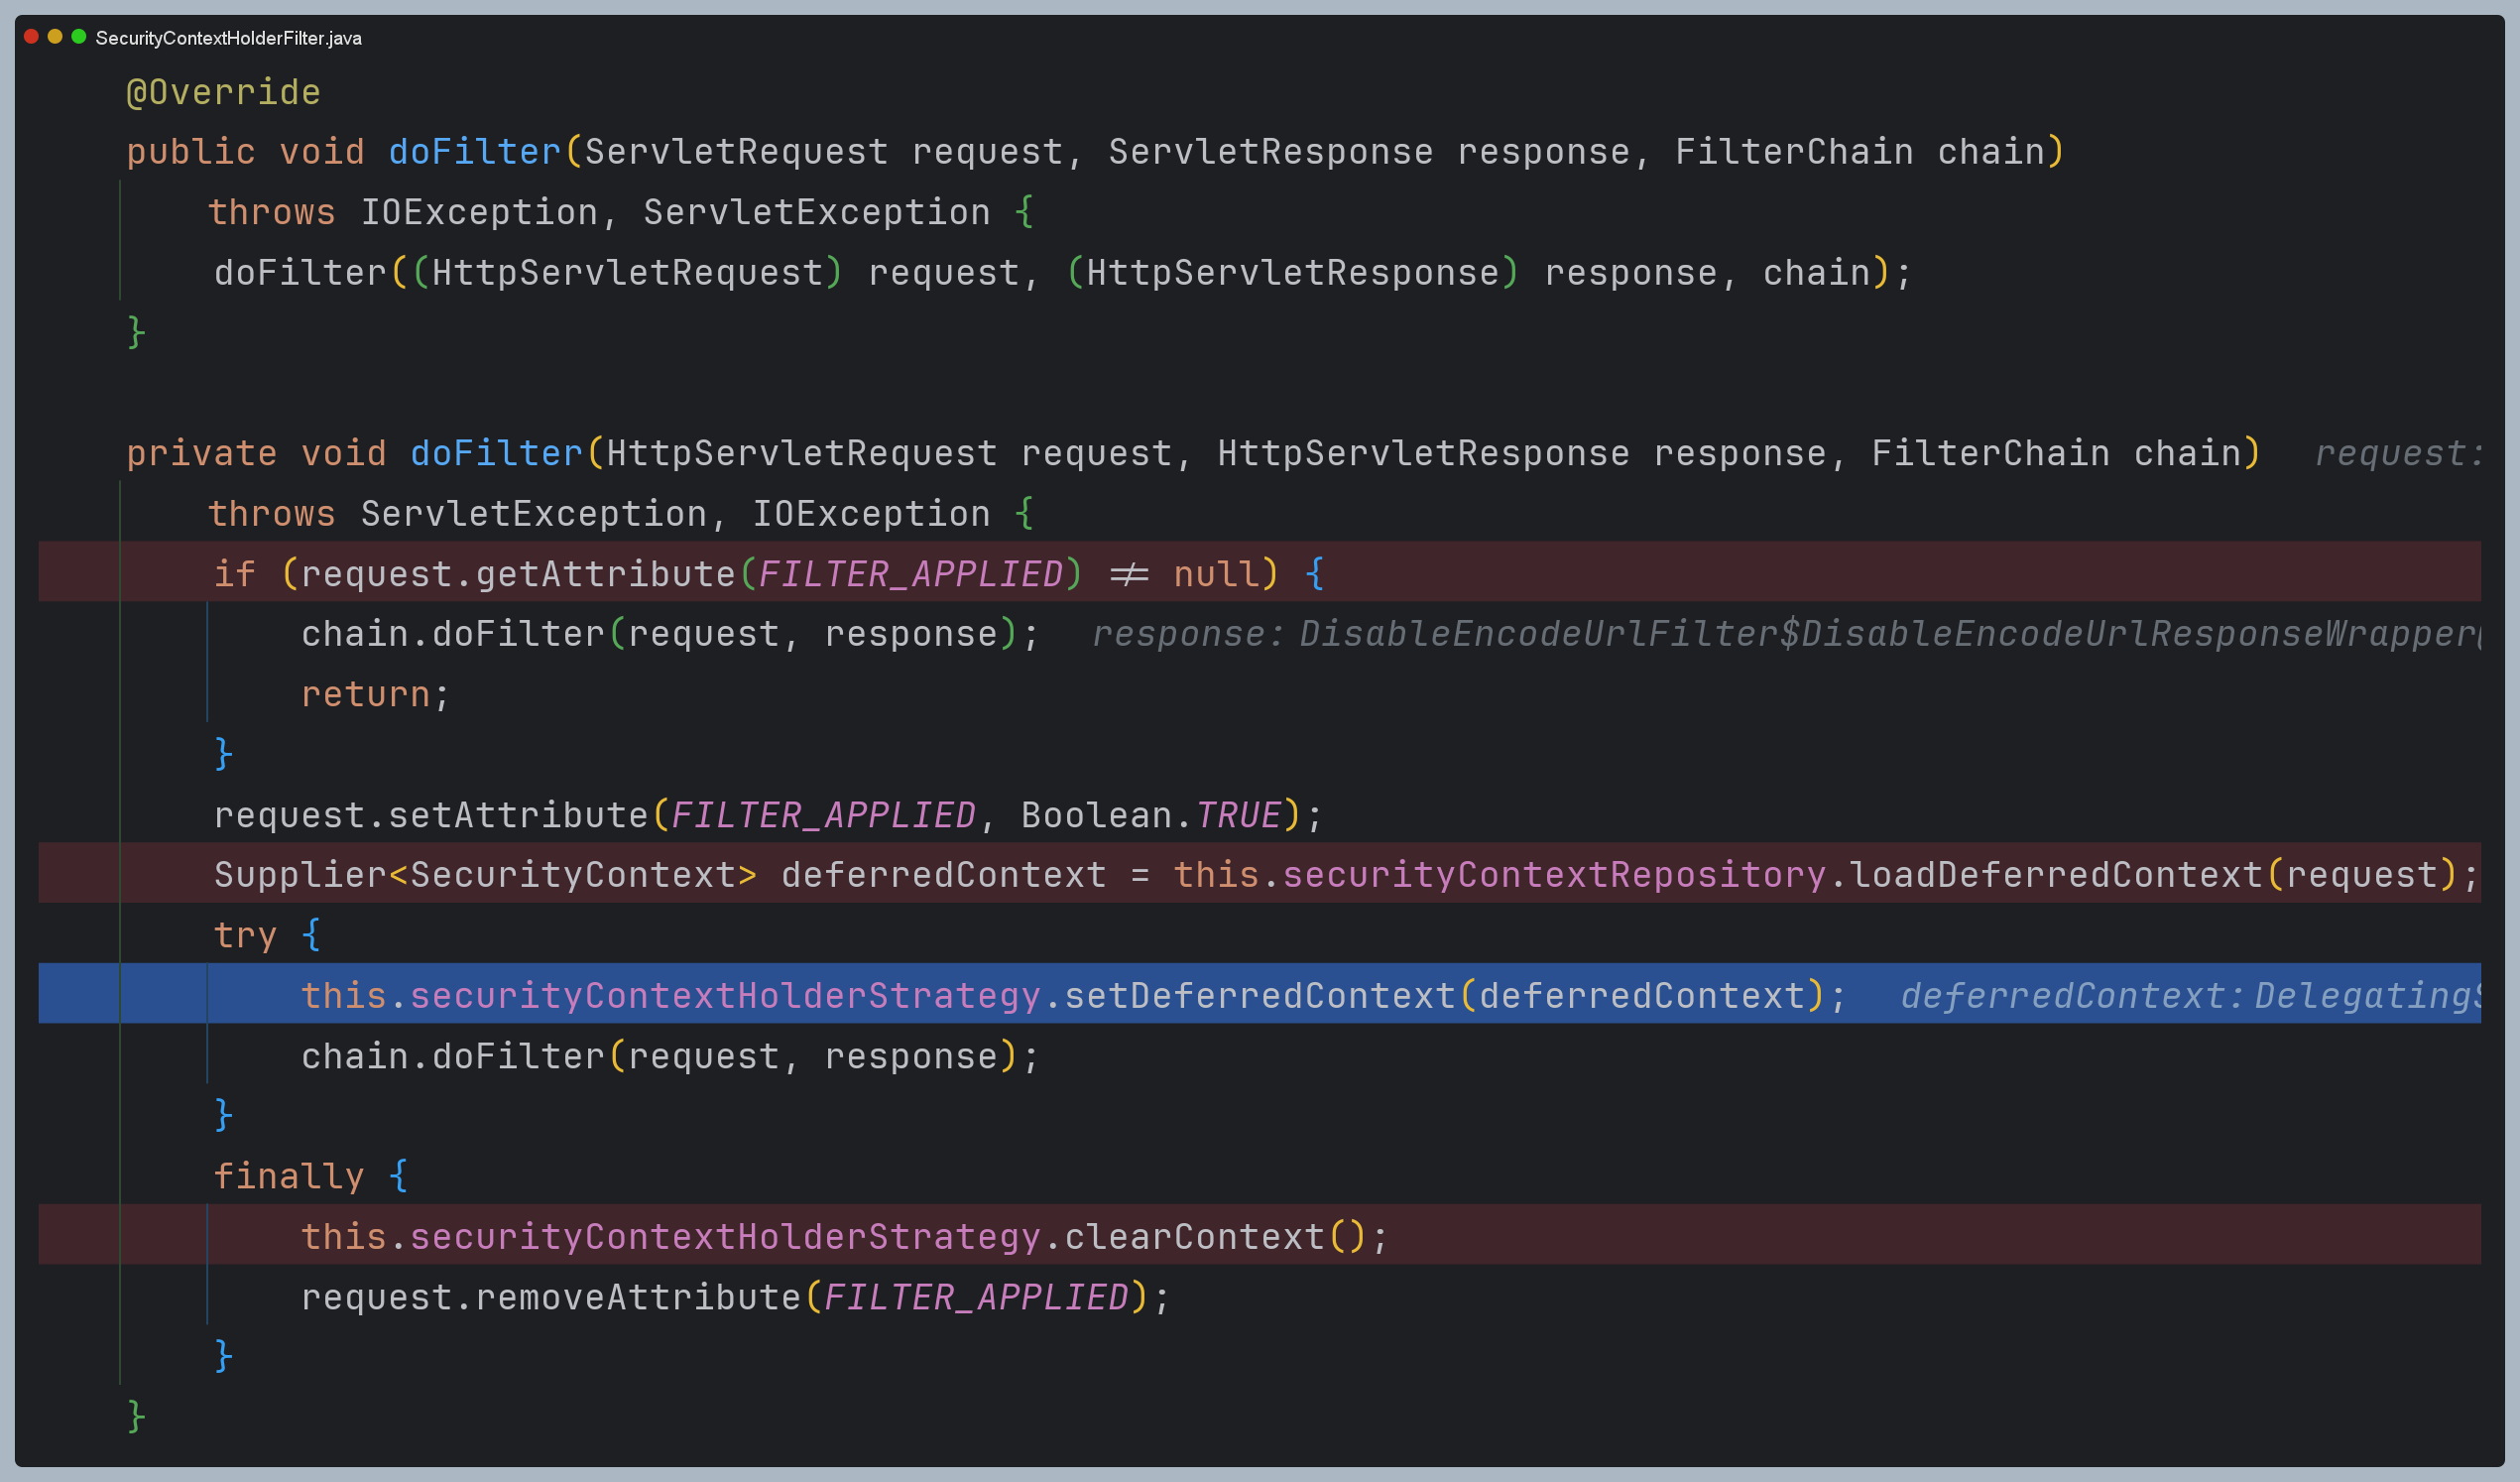 SecurityContextHolderFilter.java
@Override
public void doFilter(ServletRequest request, ServletResponse response, FilterChain chain)
throws IOException, ServletException {
doFilter((HttpServletRequest) request, (HttpServletResponse) response, chain);
}
private void doFilter(HttpServletRequest request, HttpServletResponse response, FilterChain chain) request:
throws ServletException, IOException {
if (request.getAttribute(FILTER_APPLIED) != null) {
chain.doFilter(request, response); response: DisableEncodeUrlFilter$DisableEncodeUrlResponseWrapper
return;
}
request.setAttribute(FILTER_APPLIED, Boolean.TRUE);
Supplier<SecurityContext> deferredContext = this.securityContextRepository.loadDeferredContext(request);
try {
this.securityContextHolderStrategy.setDeferredContext(deferredContext); deferredContext: Delegating
chain.doFilter(request, response);
}
finally {
this.securityContextHolderStrategy.clearContext();
request.removeAttribute(FILTER_APPLIED);
}
}